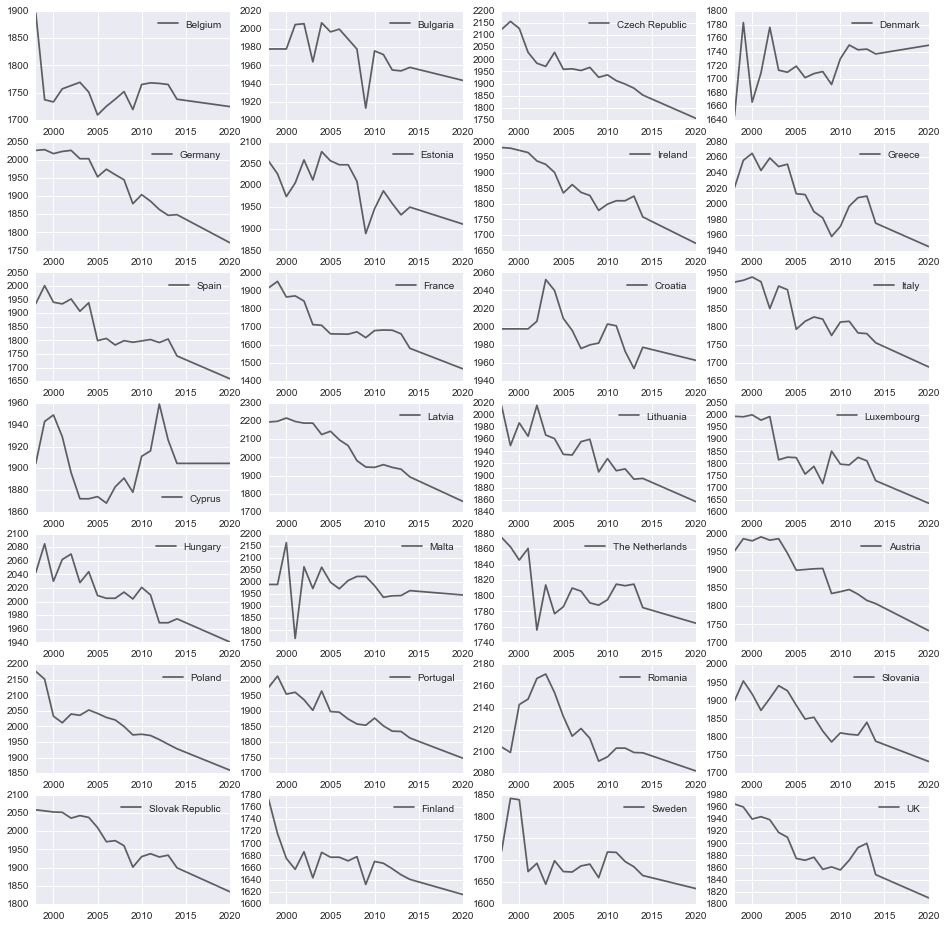 Belgium
1900 1850 1800 1750 1700
2000 2005 2010 2015 2020
Bulgaria
2020 2000 1980 1960 1940 1920 1900
2000 2005 2010 2015 2020
Czech Republic
2200 2150 2100 2050 2000 1950 1900 1850 1800 1750
2000 2005 2010 2015 2020
Denmark
1800 1780 1760 1740 1720 1700 1680 1660 1640
2000 2005 2010 2015 2020
Germany
2050 2000 1950 1900 1850 1800 1750
2000 2005 2010 2015 2020
Estonia
2100 2050 2000 1950 1900 1850
2000 2005 2010 2015 2020
Ireland
2000 1950 1900 1850 1800 1750 1700 1650
2000 2005 2010 2015 2020
Greece
2080 2060 2040 2020 2000 1980 1960 1940
2000 2005 2010 2015 2020
Spain
2050 2000 1950 1900 1850 1800 1750 1700 1650
2000 2005 2010 2015 2020
France
2000 1900 1800 1700 1600 1500 1400
2000 2005 2010 2015 2020
Croatia
2060 2040 2020 2000 1980 1960 1940
2000 2005 2010 2015 2020
Italy
1950 1900 1850 1800 1750 1700 1650
2000 2005 2010 2015 2020
Cyprus
1960 1940 1920 1900 1880 1860
2000 2005 2010 2015 2020
Latvia
2300 2200 2100 2000 1900 1800 1700
2000 2005 2010 2015 2020
Lithuania
2020 2000 1980 1960 1940 1920 1900 1880 1860 1840
2000 2005 2010 2015 2020
Luxembourg
2050 2000 1950 1900 1850 1800 1750 1700 1650 1600
2000 2005 2010 2015 2020
Hungary
2100 2080 2060 2040 2020 2000 1980 1960 1940
2000 2005 2010 2015 2020
Malta
2200 2150 2100 2050 2000 1950 1900 1850 1800 1750
2000 2005 2010 2015 2020
The Netherlands
1880 1860 1840 1820 1800 1780 1760 1740
2000 2005 2010 2015 2020
Austria
2000 1950 1900 1850 1800 1750 1700
2000 2005 2010 2015 2020
Poland
2200 2150 2100 2050 2000 1950 1900 1850
2000 2005 2010 2015 2020
Portugal
2050 2000 1950 1900 1850 1800 1750 1700
2000 2005 2010 2015 2020
Romania
2180 2160 2140 2120 2100 2080
2000 2005 2010 2015 2020
Slovania
2000 1950 1900 1850 1800 1750 1700
2000 2005 2010 2015 2020
Slovak Republic
2100 2050 2000 1950 1900 1850 1800
2000 2005 2010 2015 2020
Finland
1780 1760 1740 1720 1700 1680 1660 1640 1620 1600
2000 2005 2010 2015 2020
Sweden
1850 1800 1750 1700 1650 1600
2000 2005 2010 2015 2020
UK
1980 1960 1940 1920 1900 1880 1860 1840 1820 1800
2000 2005 2010 2015 2020